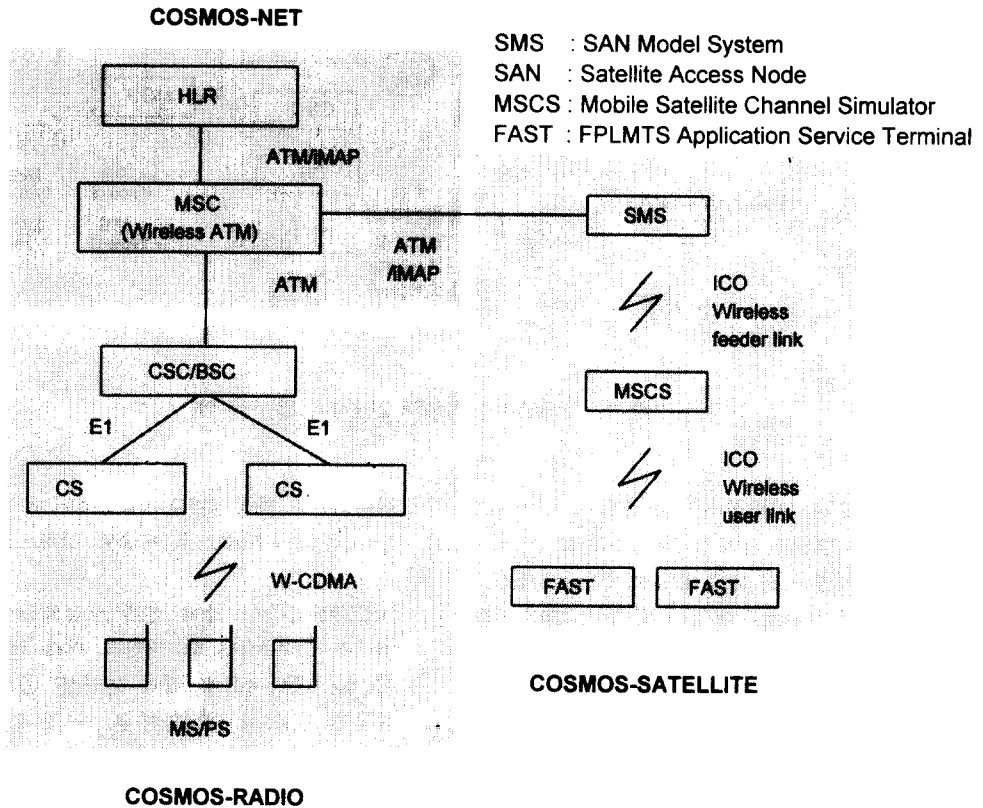 COSMOS-NET
SMS : SAN Model System
SAN : Satellite Access Node
MSCS : Mobile Satellite Channel Simulator
FAST : FPLMTS Application Service Terminal
HLR
ATM/IMAP
MSC
(Wireless ATM)
SMS
ATM
/IMAP
ATM
ICO
Wireless
feeder link
CSC/BSC
MSCS
E1
E1
CS
CS
ICO
Wireless
user link
W-CDMA
FAST
FAST
MS/PS
COSMOS-SATELLITE
COSMOS-RADIO